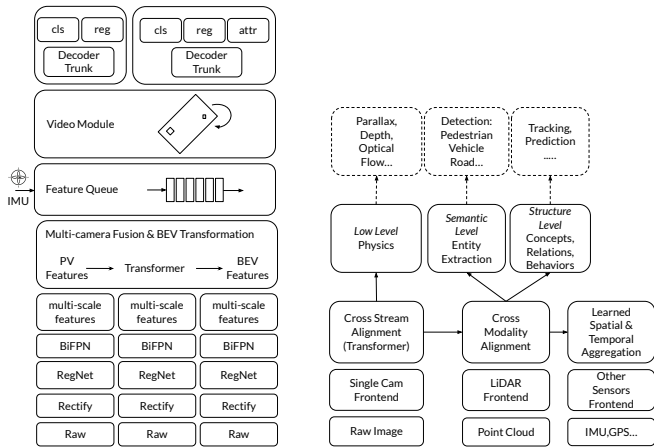 cls
reg
cls
reg
attr
Decoder
Trunk
Decoder
Trunk
Video Module
IMU
Feature Queue
Multi-camera Fusion & BEV Transformation
PV
Features
Transformer
BEV
Features
multi-scale
features
multi-scale
features
multi-scale
features
BiFPN
BiFPN
BiFPN
RegNet
RegNet
RegNet
Rectify
Rectify
Rectify
Raw
Raw
Raw
Parallax,
Depth,
Optical
Flow...
Detection:
Pedestrian
Vehicle
Road...
Tracking,
Prediction
.....
Low Level
Physics
Semantic
Level
Entity
Extraction
Structure
Level
Concepts,
Relations,
Behaviors
Cross Stream
Alignment
(Transformer)
Cross
Modality
Alignment
Learned
Spatial &
Temporal
Aggregation
Single Cam
Frontend
LiDAR
Frontend
Other
Sensors
Frontend
Raw Image
Point Cloud
IMU,GPS...